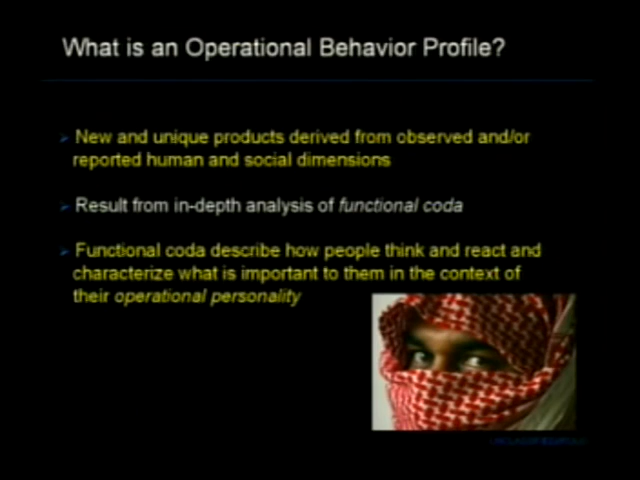 What is an Operational Behavior Profile?
New and unique products derived from observed and/or
reported human and social dimensions
Result from in-depth analysis of functional coda
Functional coda describe how people think and react and
characterize what is important to them in the context of
their operational personality